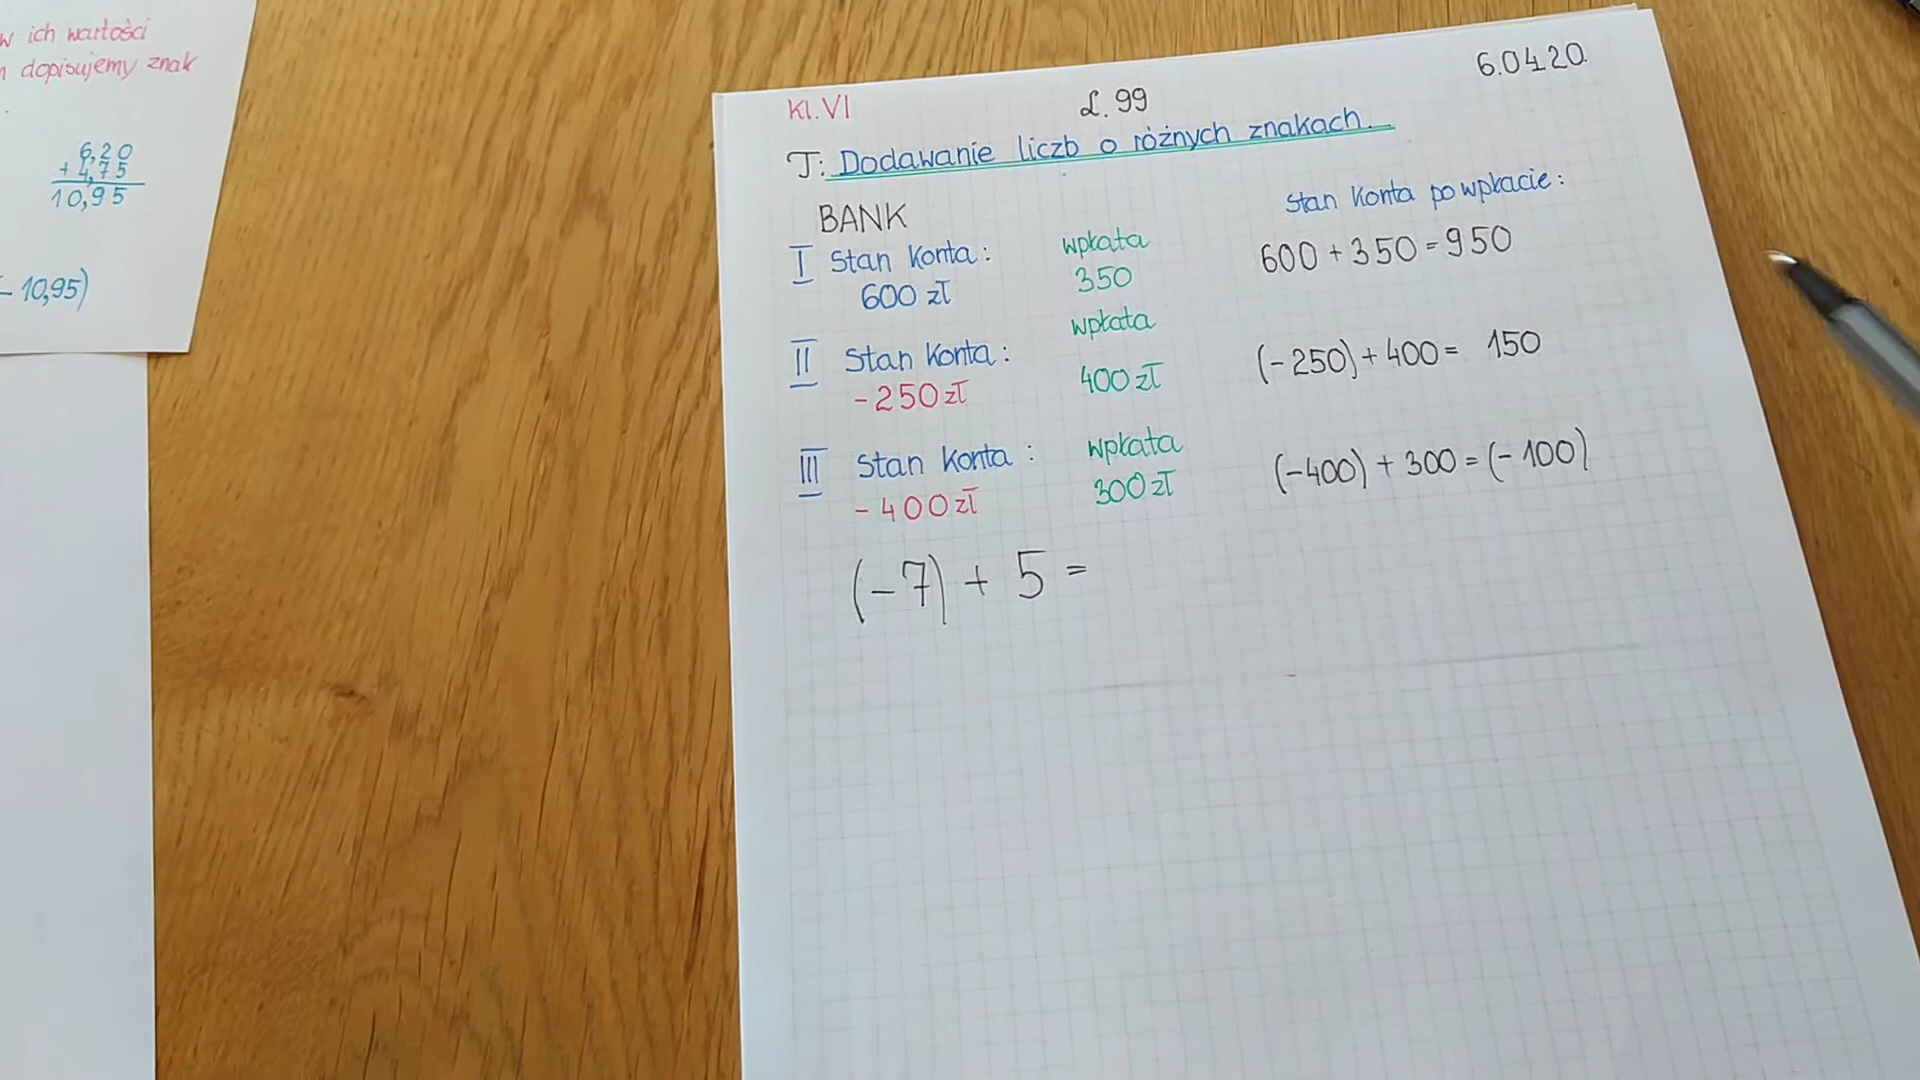 w ich wartości
dopisujemy znak
6,20
+ 4,75
10,95
- 10,95)
Kl. VI
L. 99
6.04.20.
T: Dodawanie liczb o różnych znakach.
BANK
stan konta po wpłacie:
I Stan konta:
wpłata
600 zł
350
600 + 350 = 950
II Stan konta:
wpłata
-250 zł
400 zł
(-250) + 400 = 150
III Stan konta:
wpłata
-400 zł
300 zł
(-400) + 300 = (-100)
(-7) + 5 =